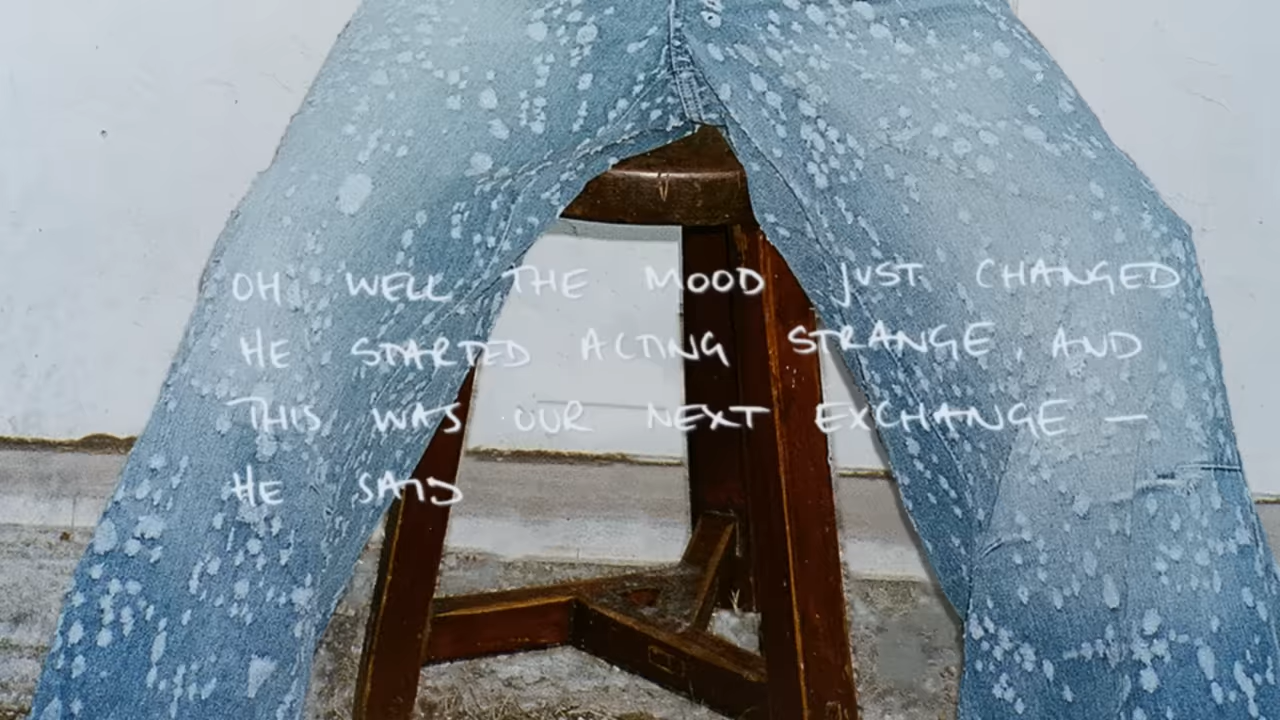 OH WELL THE MOOD JUST CHANGED
HE STARTED ACTING STRANGE, AND
THIS WAS OUR NEXT EXCHANGE —
HE SAID